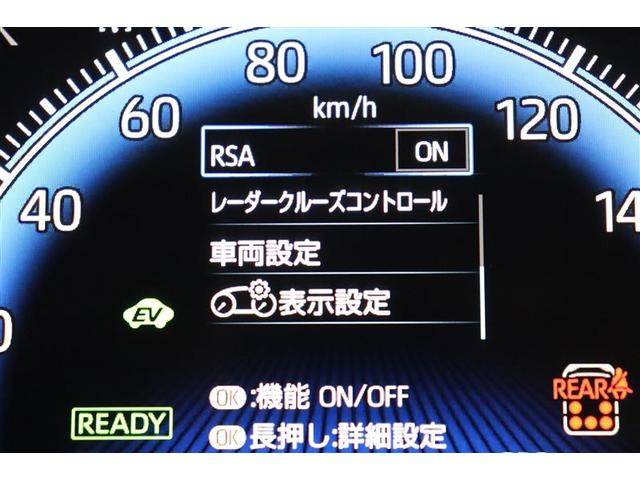 80 100
60 km/h 120
RSA ON
40 レーダークルーズコントロール 14
車両設定
表示設定
EV
0
REAR
OK:機能 ON/OFF
READY
OK長押し:詳細設定